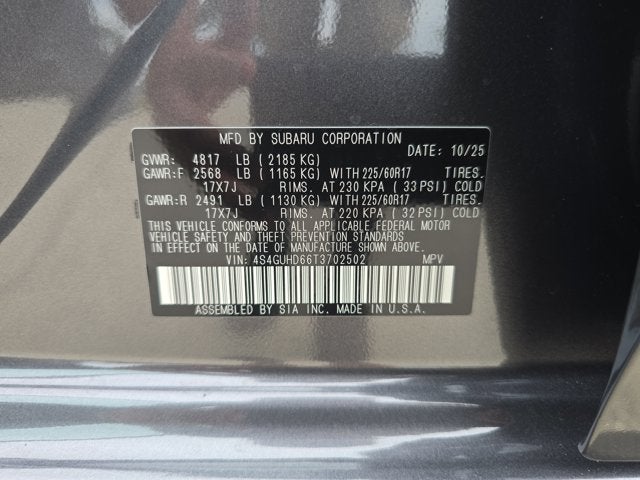 MFD BY SUBARU CORPORATION
DATE: 10/25
GVWR: 4817 LB ( 2185 KG)
GAWR:F 2568 LB ( 1165 KG) WITH 225/60R17 TIRES.
17X7J RIMS. AT 230 KPA ( 33 PSI) COLD
GAWR:R 2491 LB ( 1130 KG) WITH 225/60R17 TIRES.
17X7J RIMS. AT 220 KPA ( 32 PSI) COLD
THIS VEHICLE CONFORMS TO ALL APPLICABLE FEDERAL MOTOR
VEHICLE SAFETY AND THEFT PREVENTION STANDARDS
IN EFFECT ON THE DATE OF MANUFACTURE SHOWN ABOVE.
VIN: 4S4GUHD66T3702502 MPV
ASSEMBLED BY SIA INC. MADE IN U.S.A.